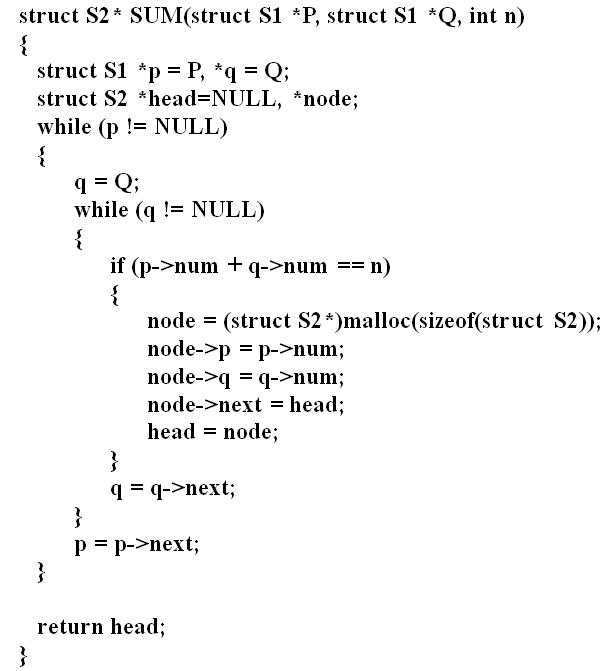 struct S2* SUM(struct S1 *P, struct S1 *Q, int n)
{
struct S1 *p = P, *q = Q;
struct S2 *head=NULL, *node;
while (p != NULL)
{
q = Q;
while (q != NULL)
{
if (p->num + q->num == n)
{
node = (struct S2*)malloc(sizeof(struct S2));
node->p = p->num;
node->q = q->num;
node->next = head;
head = node;
}
q = q->next;
}
p = p->next;
}
return head;
}